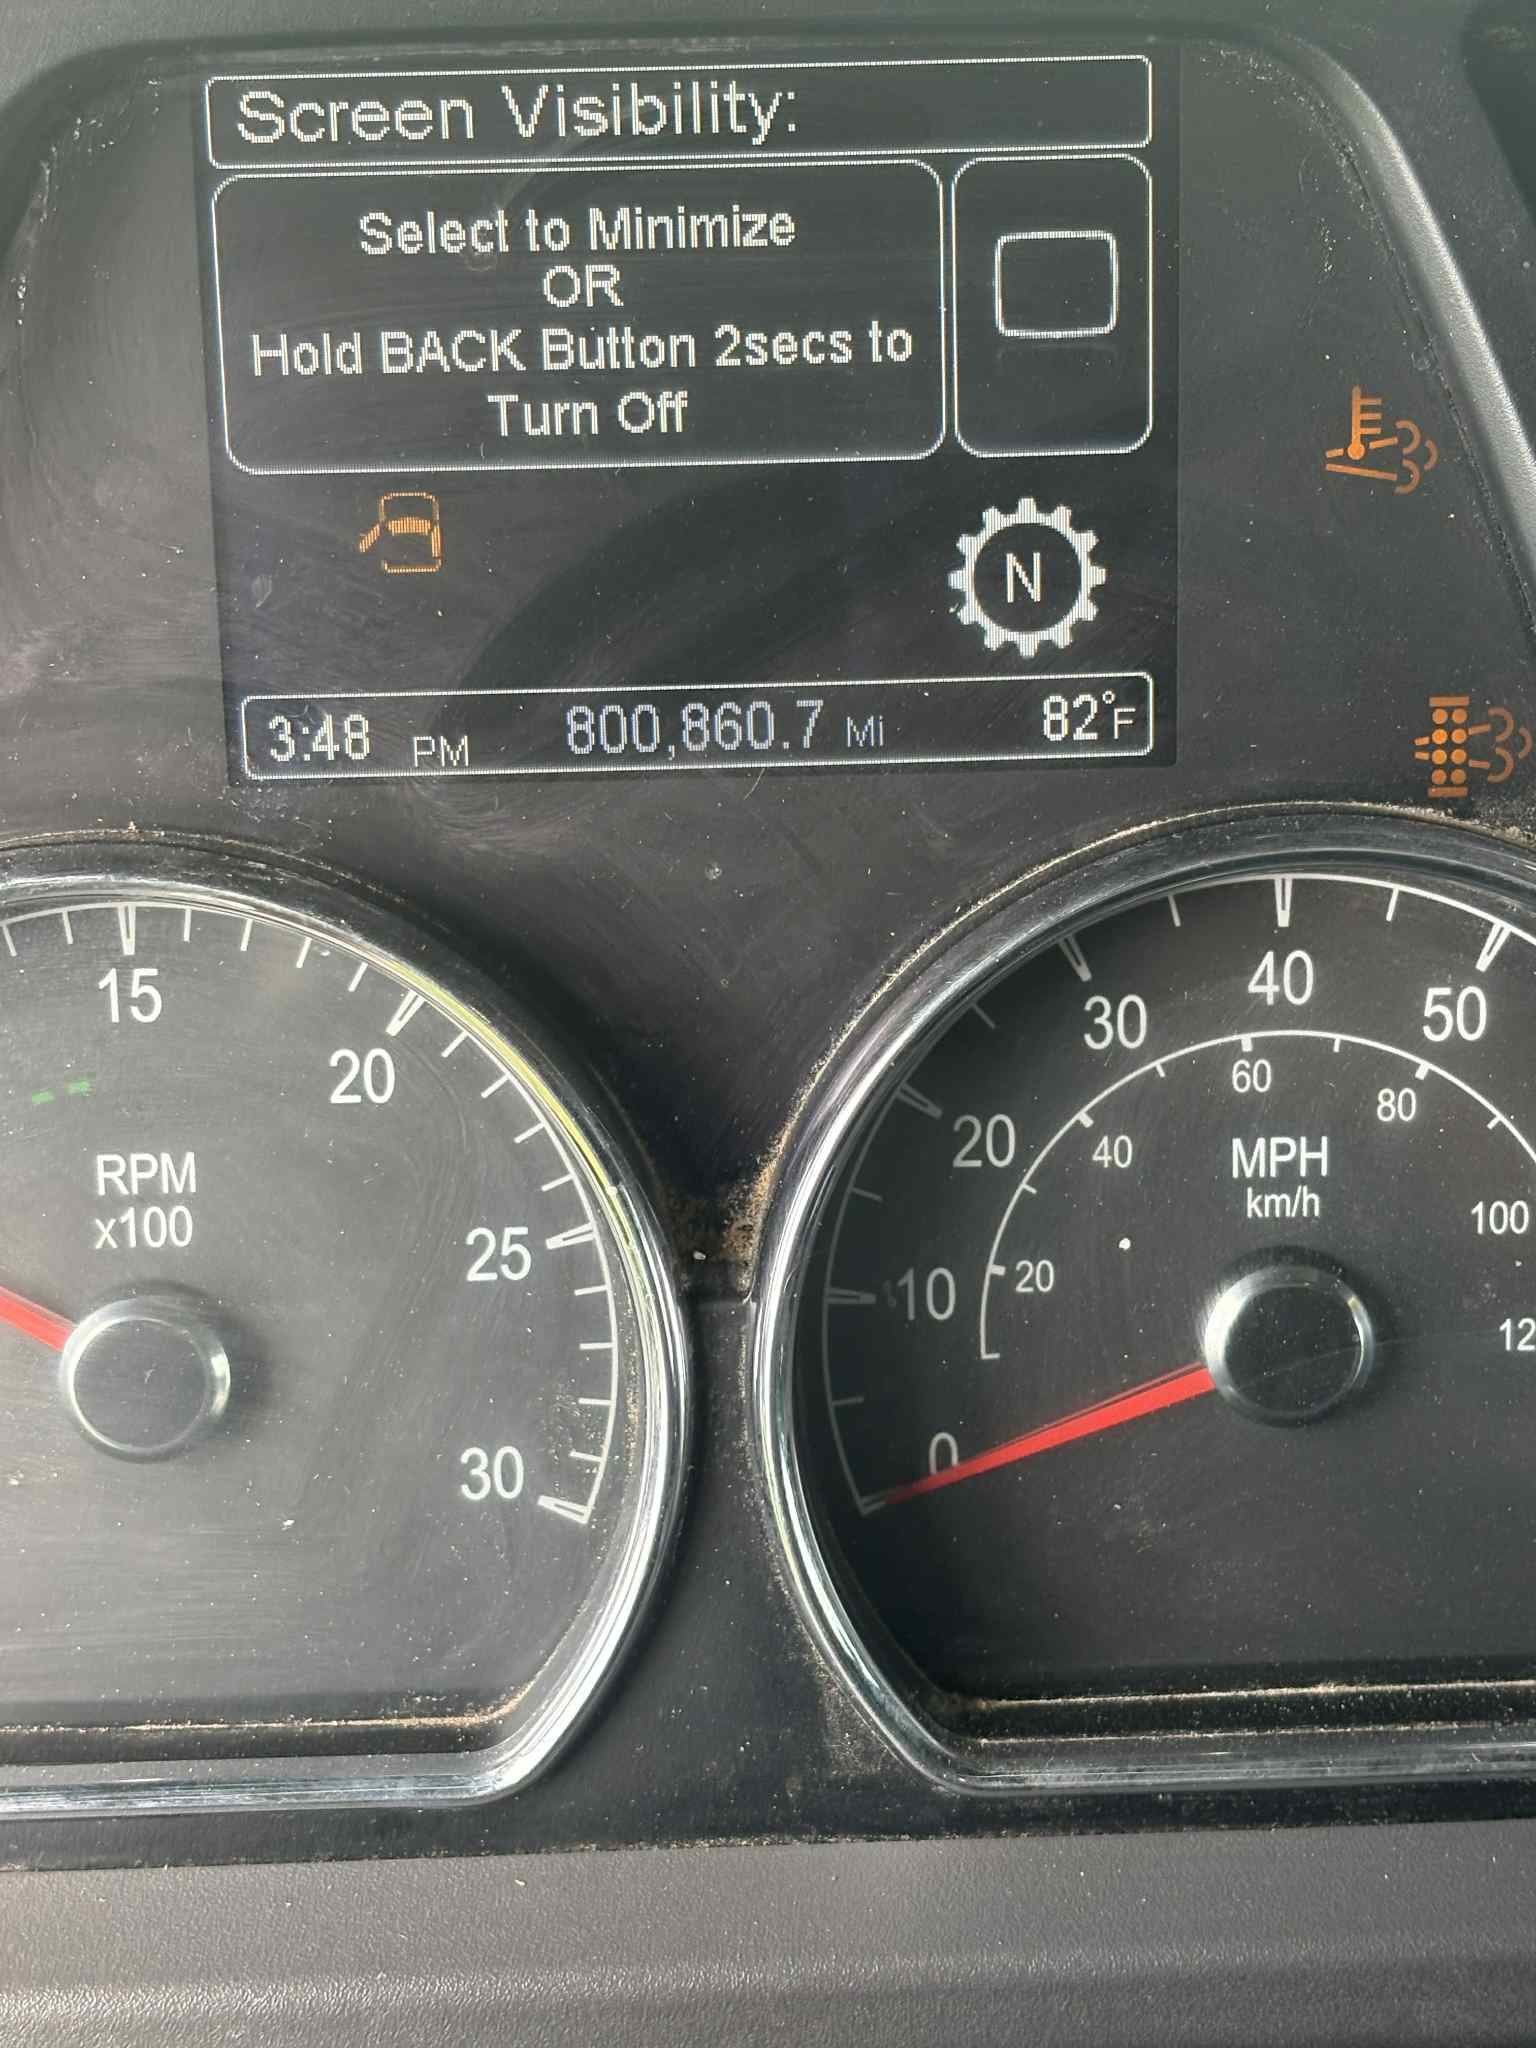 Screen Visibility:
Select to Minimize
OR
Hold BACK Button 2secs to
Turn Off
N
3:48 PM 800,860.7 Mi 82°F
15
20
25
30
RPM
x100
0
10
20
30
40
50
20
40
60
80
100
MPH
km/h